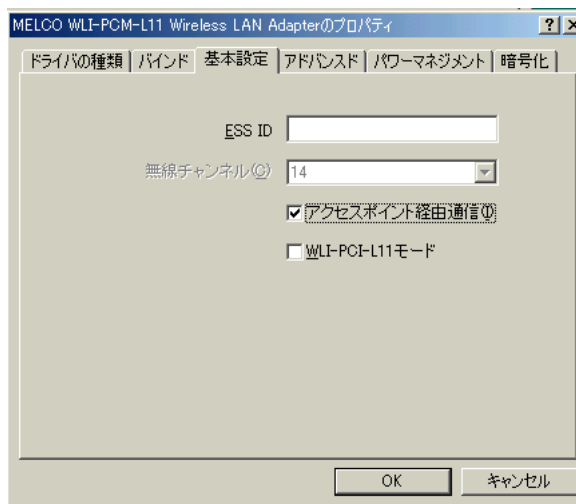 MELCO WLI-PCM-L11 Wireless LAN Adapterのプロパティ
ドライバの種類 バインド 基本設定 アドバンスド パワーマネジメント 暗号化
ESS ID
無線チャンネル(C) 14
アクセスポイント経由通信(I)
WLI-PCI-L11モード
OK キャンセル